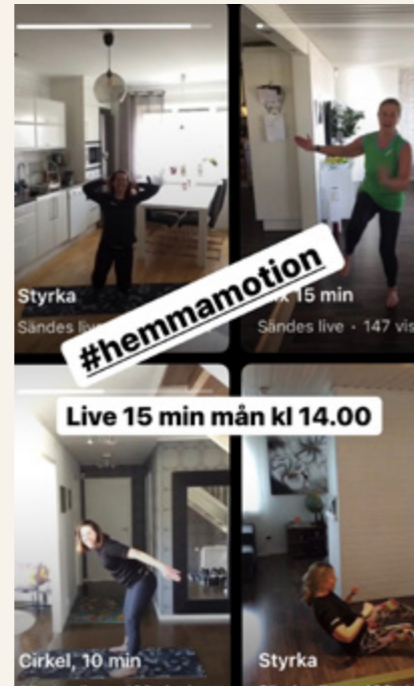 Styrka
Sändes
15 min
Sändes live · 147 vis
#hemmamotion
Live 15 min mån kl 14.00
Cirkel, 10 min
Styrka